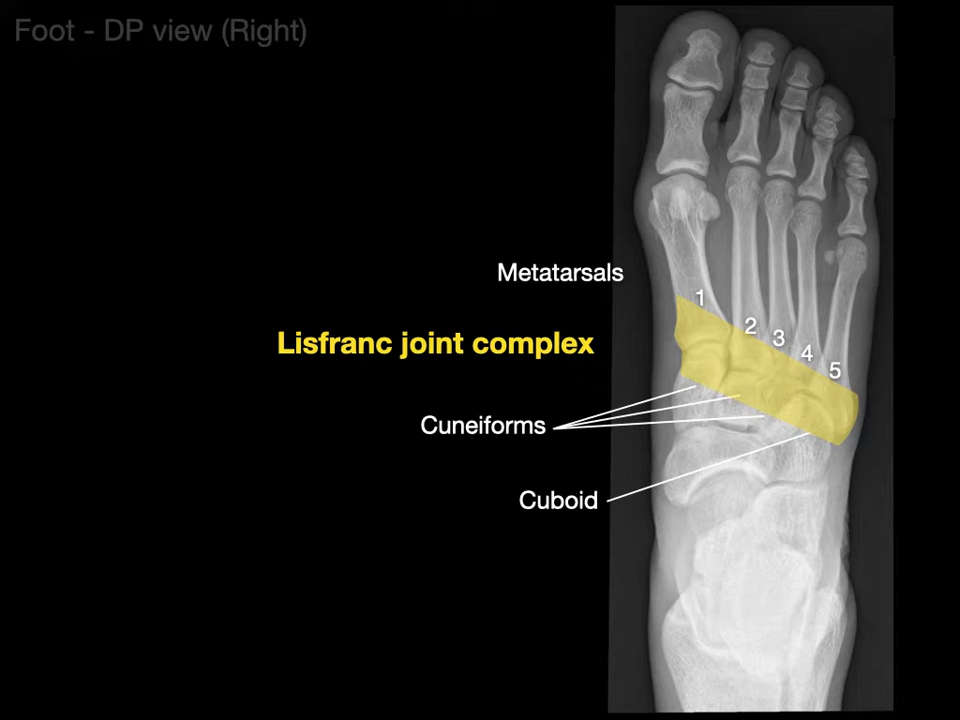 Foot - DP view (Right)
Metatarsals
1
Lisfranc joint complex
2
3
4
5
Cuneiforms
Cuboid